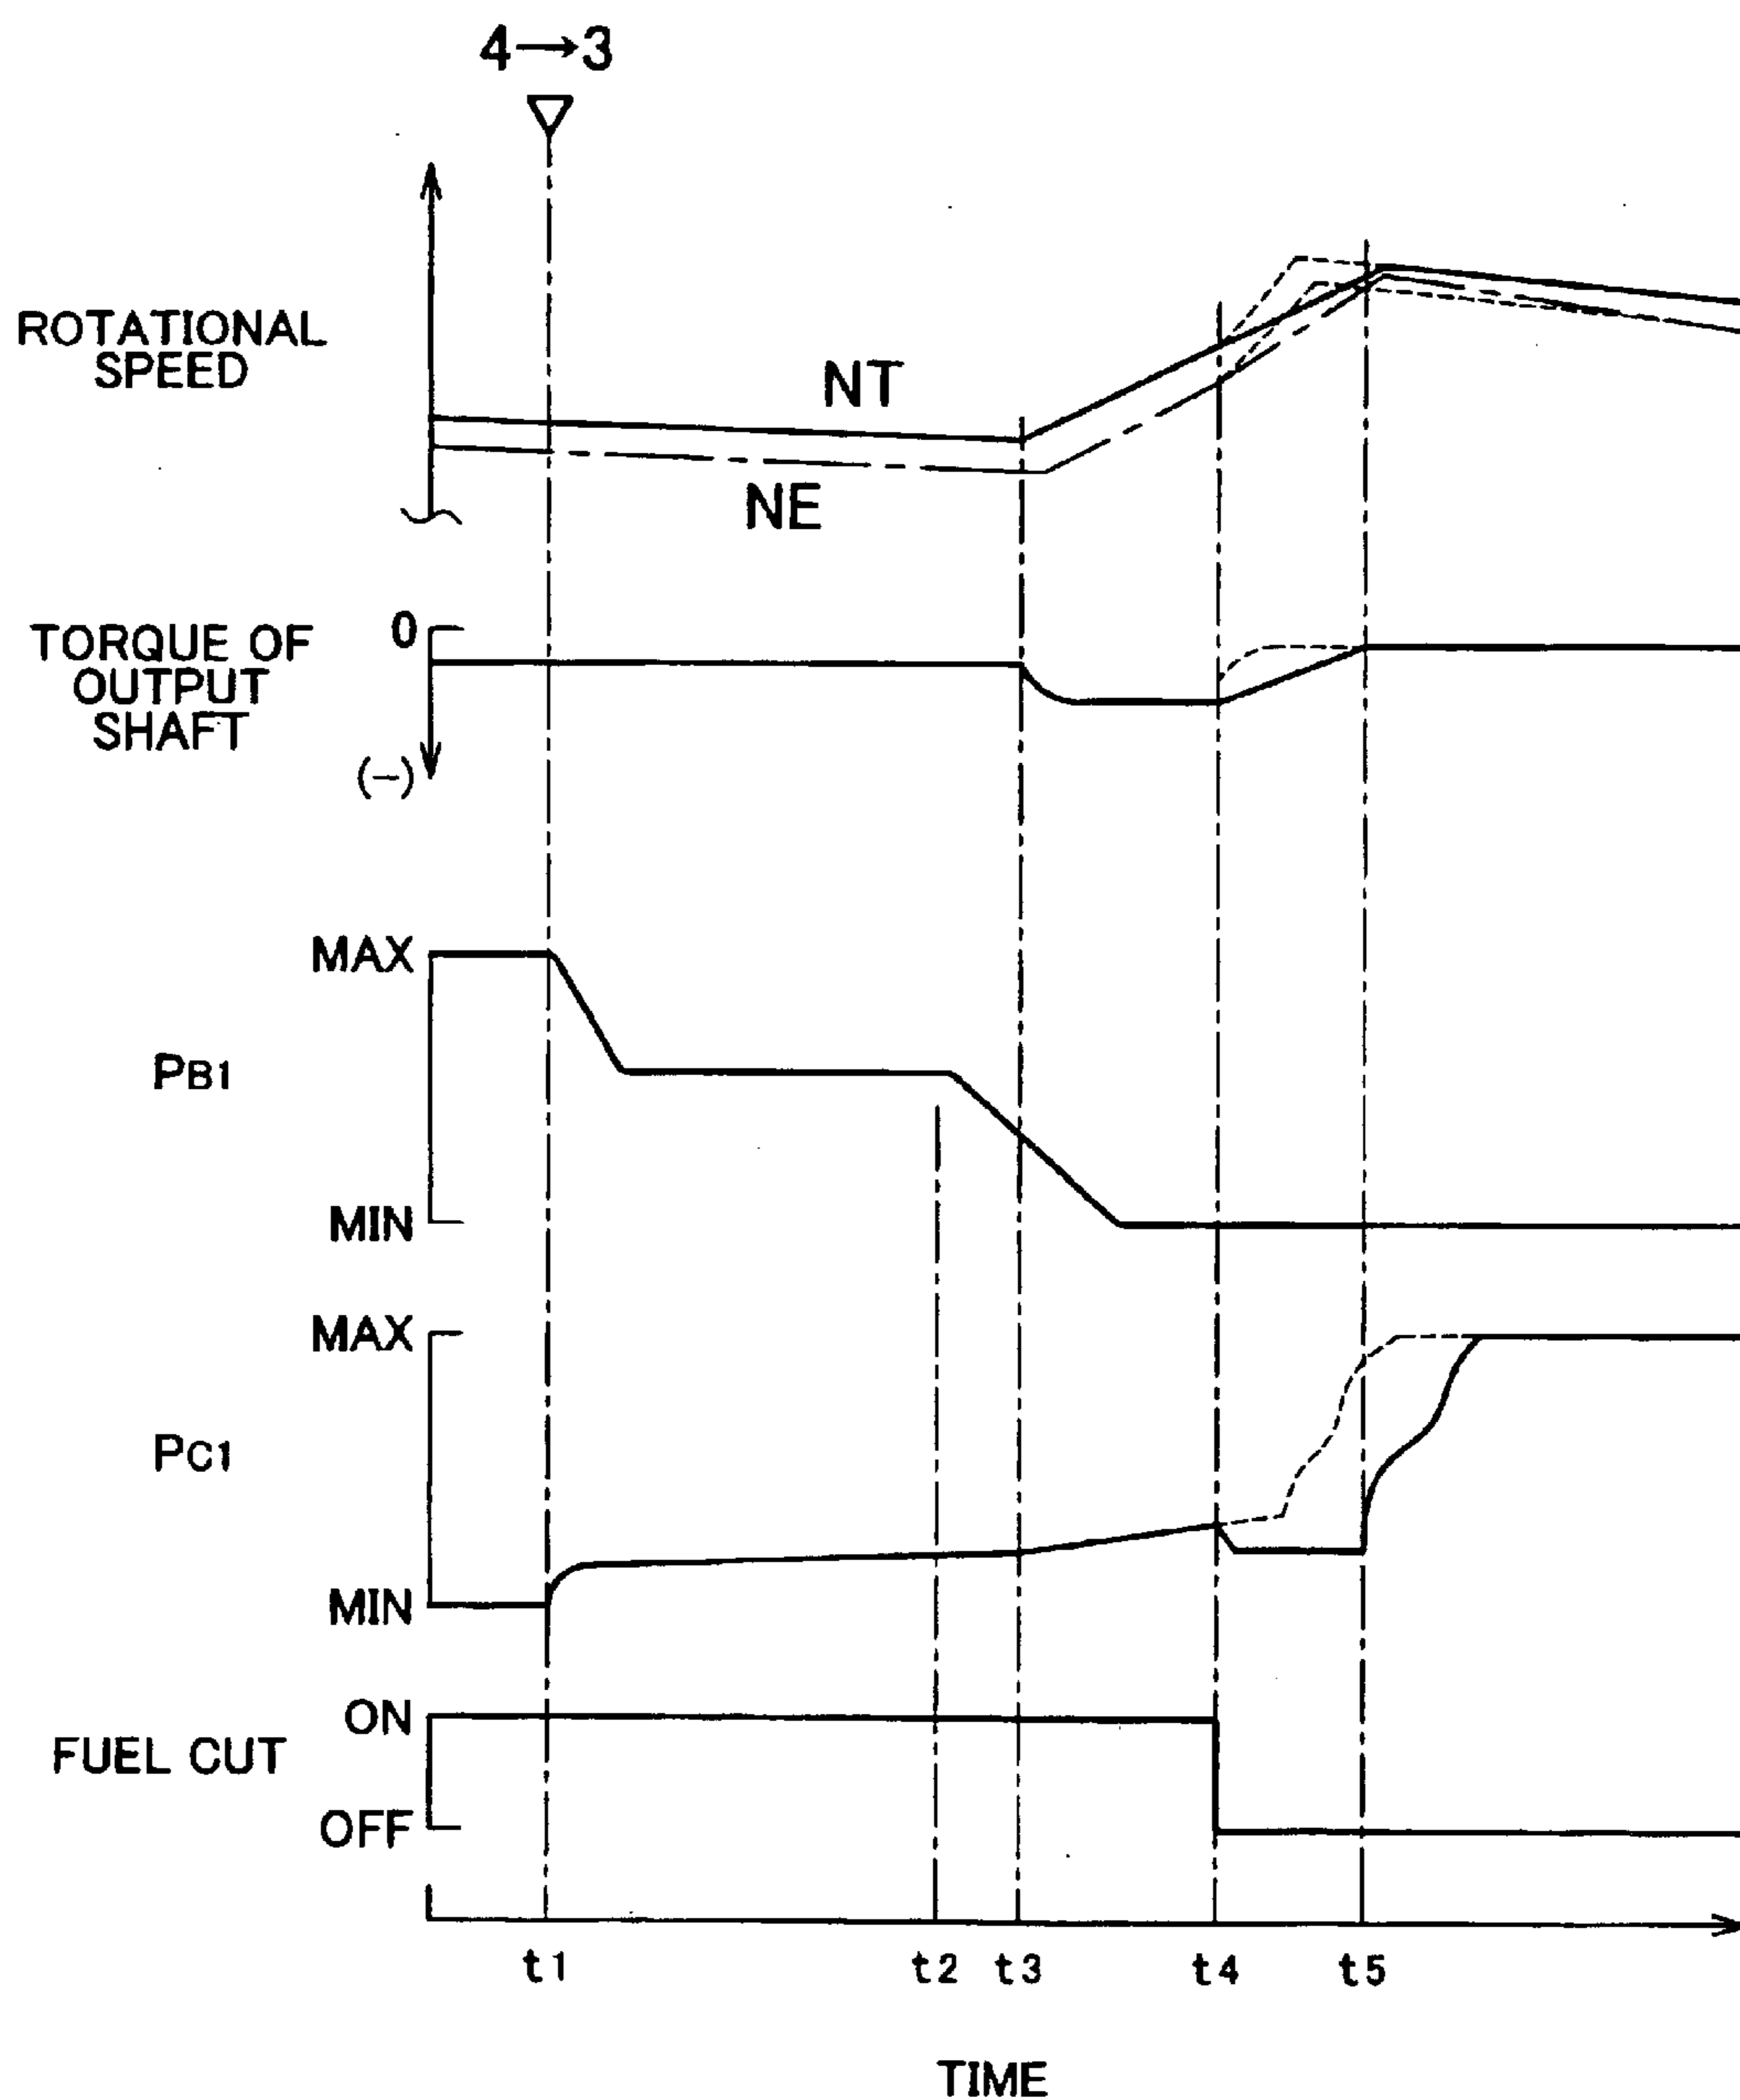 4→3
ROTATIONAL
SPEED
NT
NE
TORQUE OF
OUTPUT
SHAFT
0
(−)
MAX
PB1
MIN
MAX
PC1
MIN
ON
FUEL CUT
OFF
t1
t2
t3
t4
t5
TIME